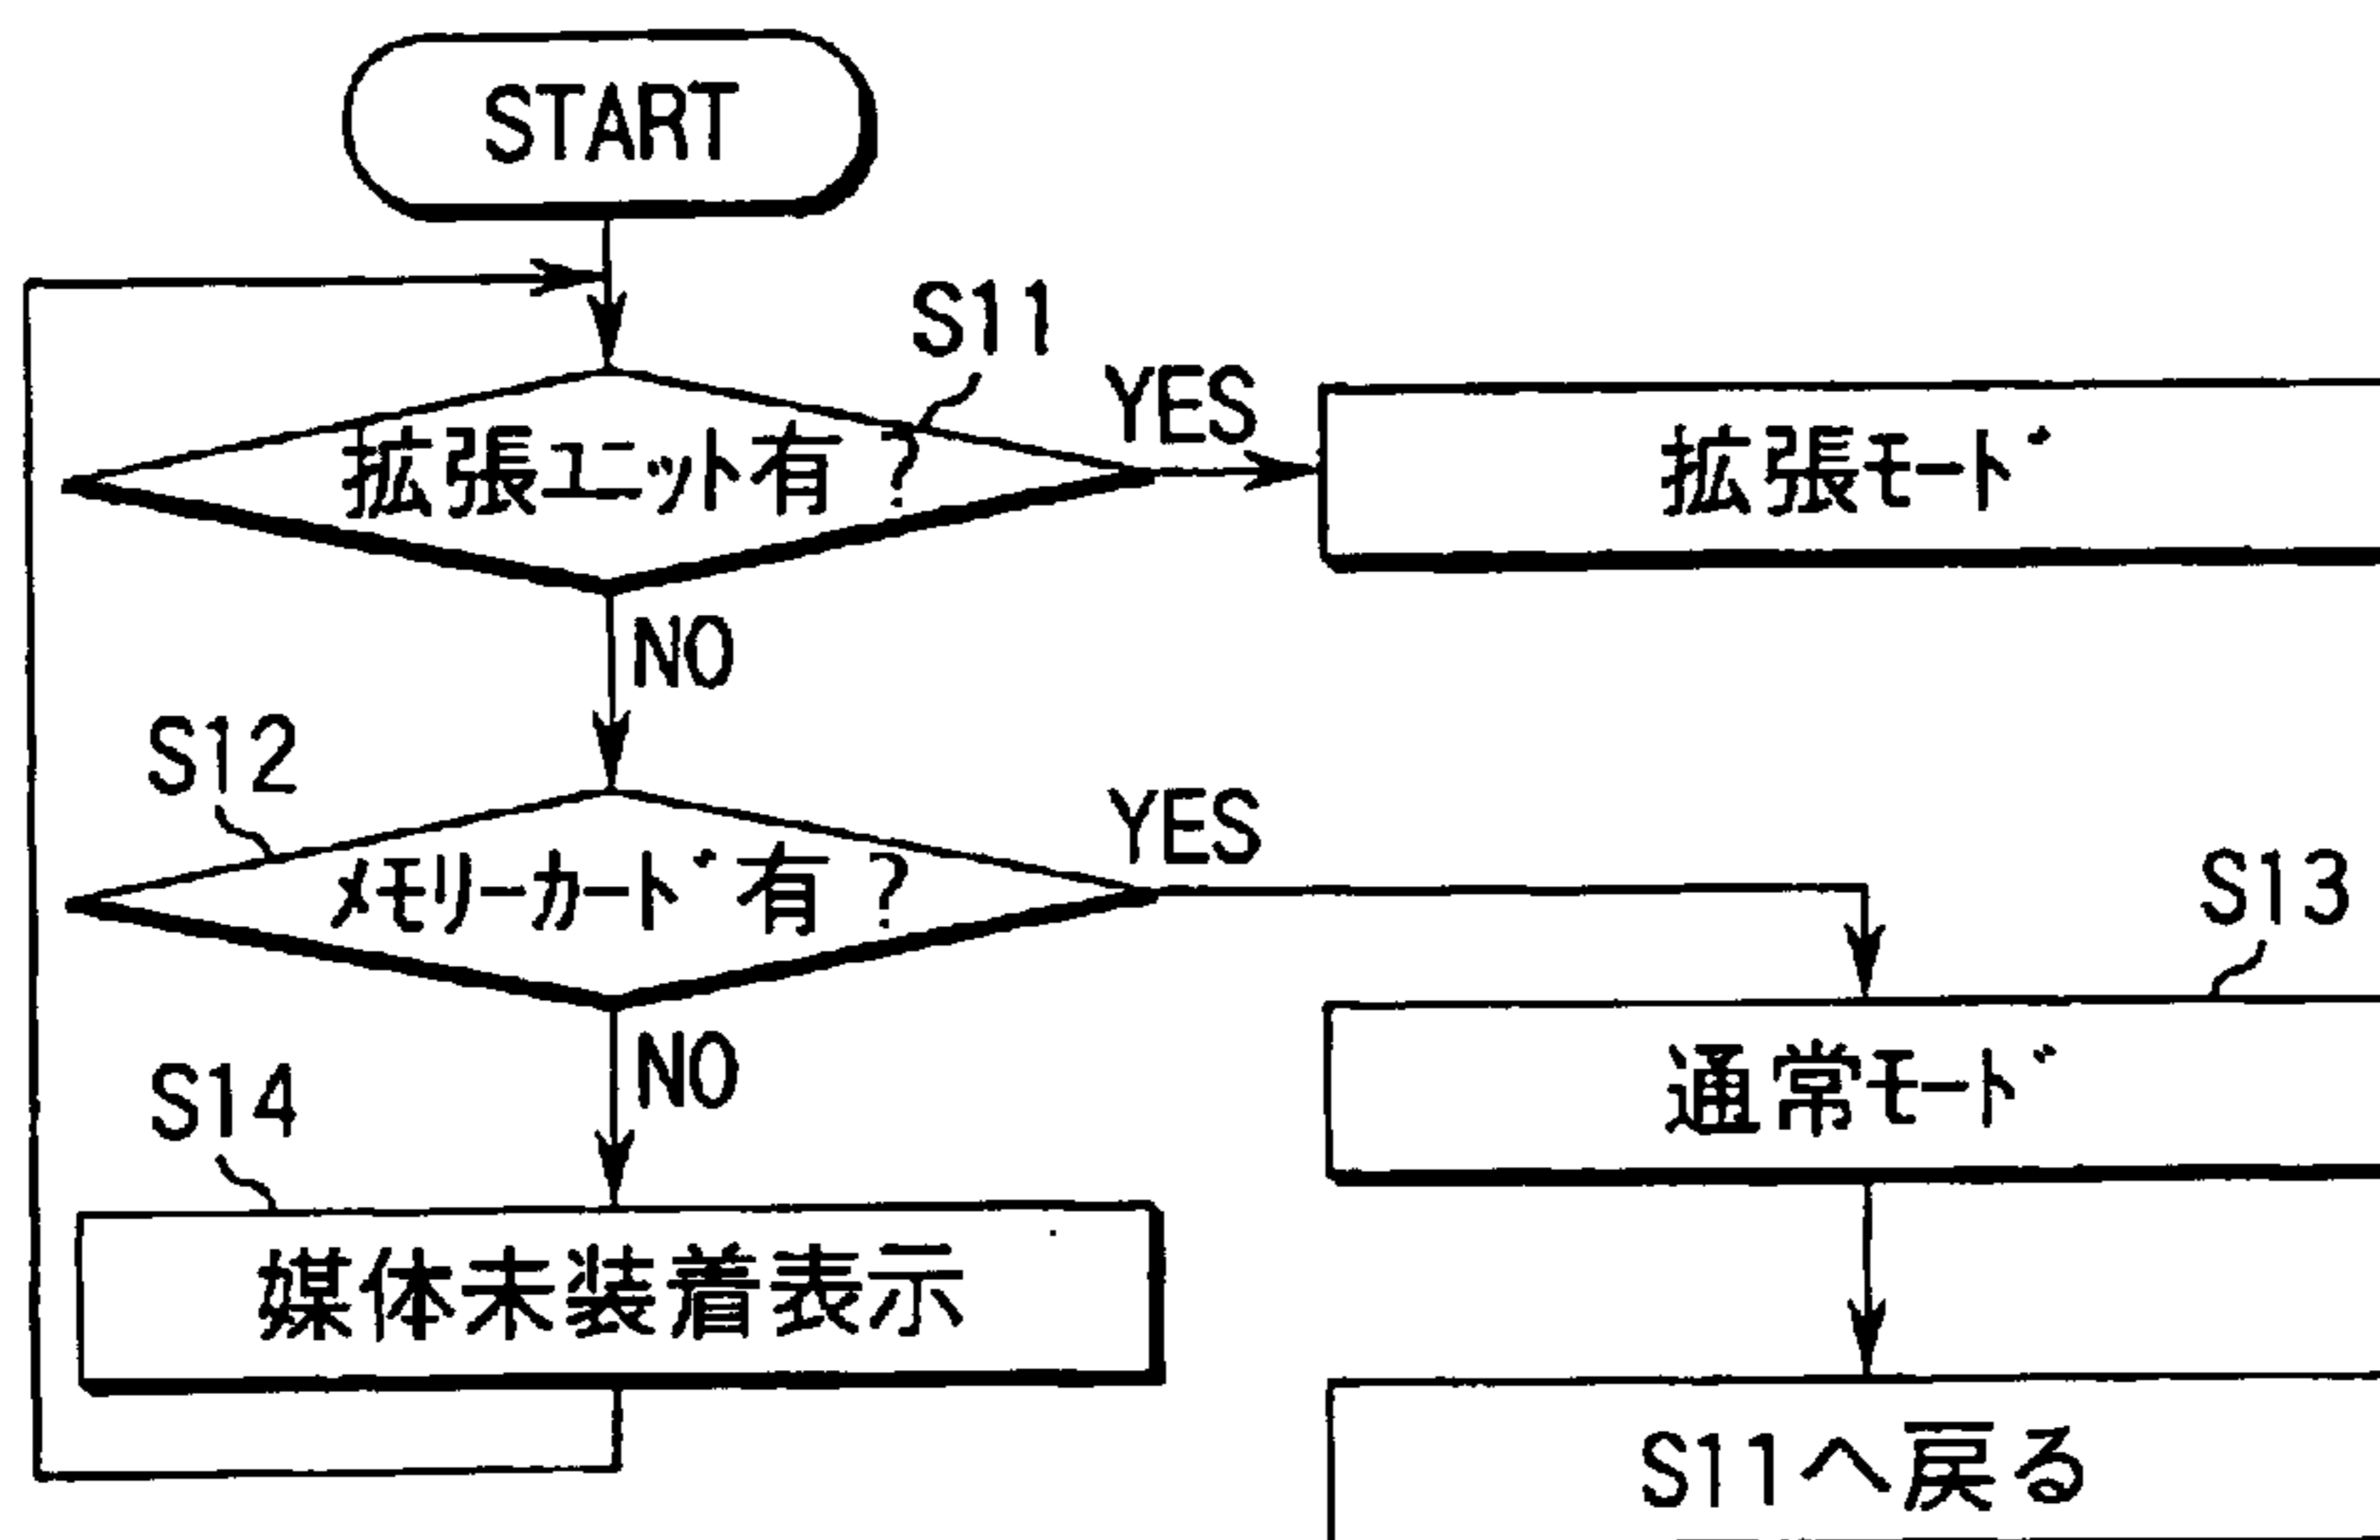 START
S11
拡張ﾕﾆｯﾄ有？
YES
拡張ﾓｰﾄﾞ
NO
S12
ﾒﾓﾘｰｶｰﾄﾞ有？
YES
S13
通常ﾓｰﾄﾞ
NO
S14
媒体未装着表示
S11へ戻る